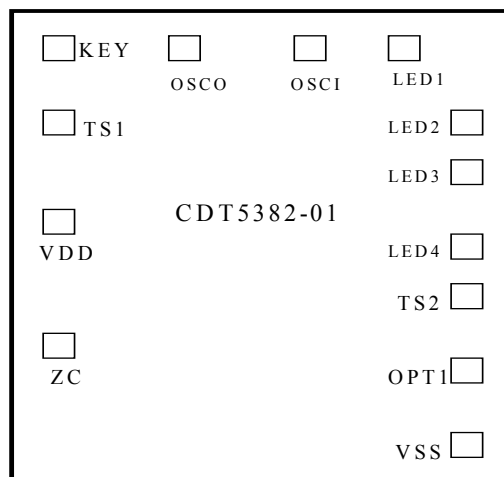 KEY
OSCO
OSCI
LED1
TS1
LED2
LED3
CDT5382-01
VDD
LED4
TS2
ZC
OPT1
VSS